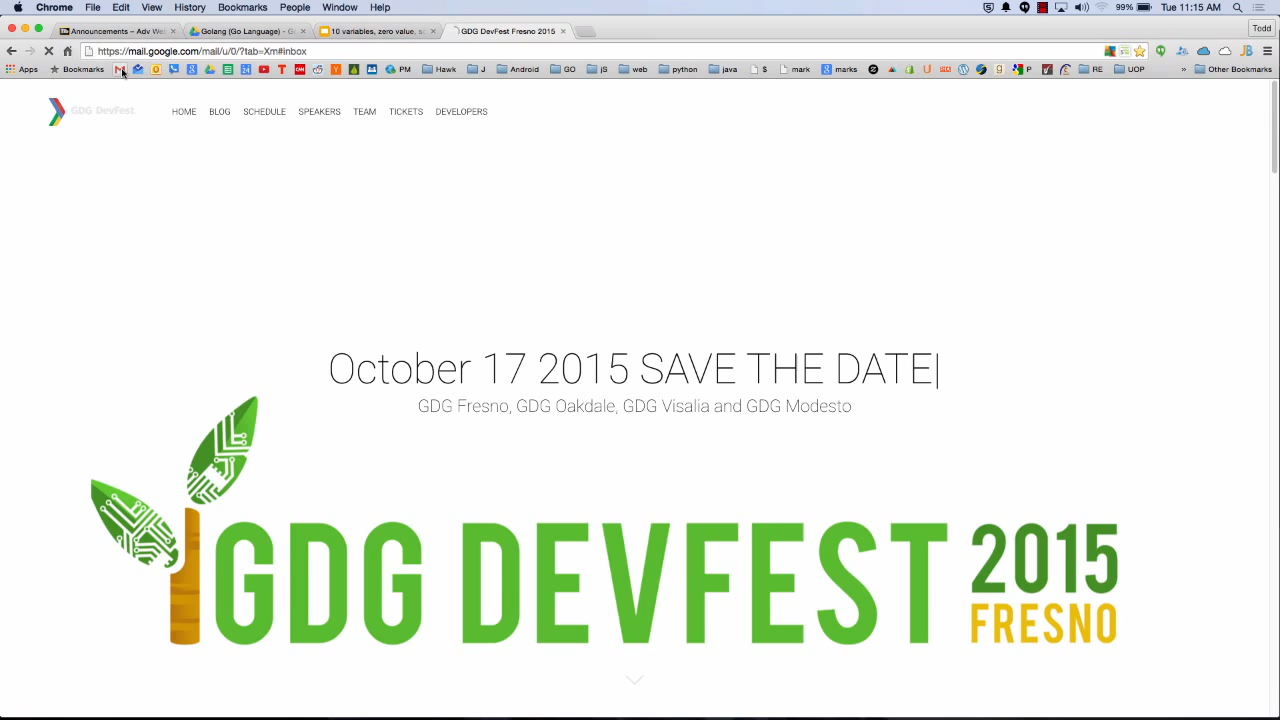 Chrome File Edit View History Bookmarks People Window Help 99% Tue 11:15 AM
Announcements – Adv We Golang (Go Language) - Go 10 variables, zero value, sc GDG DevFest Fresno 2015 Todd
https://mail.google.com/mail/u/0/?tab=Xm#inbox
Apps Bookmarks PM Hawk J Android GO jS web python java $ mark marks P RE UOP » Other Bookmarks
GDG DevFest HOME BLOG SCHEDULE SPEAKERS TEAM TICKETS DEVELOPERS
October 17 2015 SAVE THE DATE|
GDG Fresno, GDG Oakdale, GDG Visalia and GDG Modesto
GDG DEVFEST 2015
FRESNO